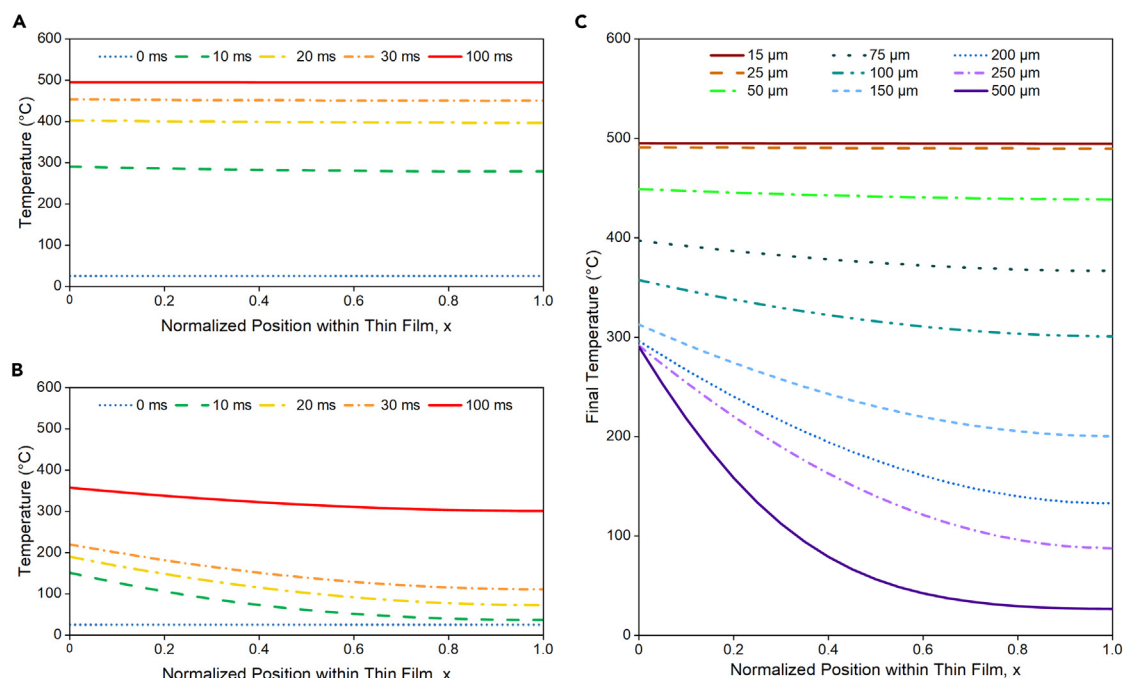 A
600
0 ms 10 ms 20 ms 30 ms 100 ms
500
400
300
200
100
0
Temperature (°C)
0 0.2 0.4 0.6 0.8 1.0
Normalized Position within Thin Film, x
B
600
0 ms 10 ms 20 ms 30 ms 100 ms
500
400
300
200
100
0
Temperature (°C)
0 0.2 0.4 0.6 0.8 1.0
Normalized Position within Thin Film, x
C
600
15 µm 75 µm 200 µm
25 µm 100 µm 250 µm
50 µm 150 µm 500 µm
500
400
300
200
100
0
Final Temperature (°C)
0 0.2 0.4 0.6 0.8 1.0
Normalized Position within Thin Film, x